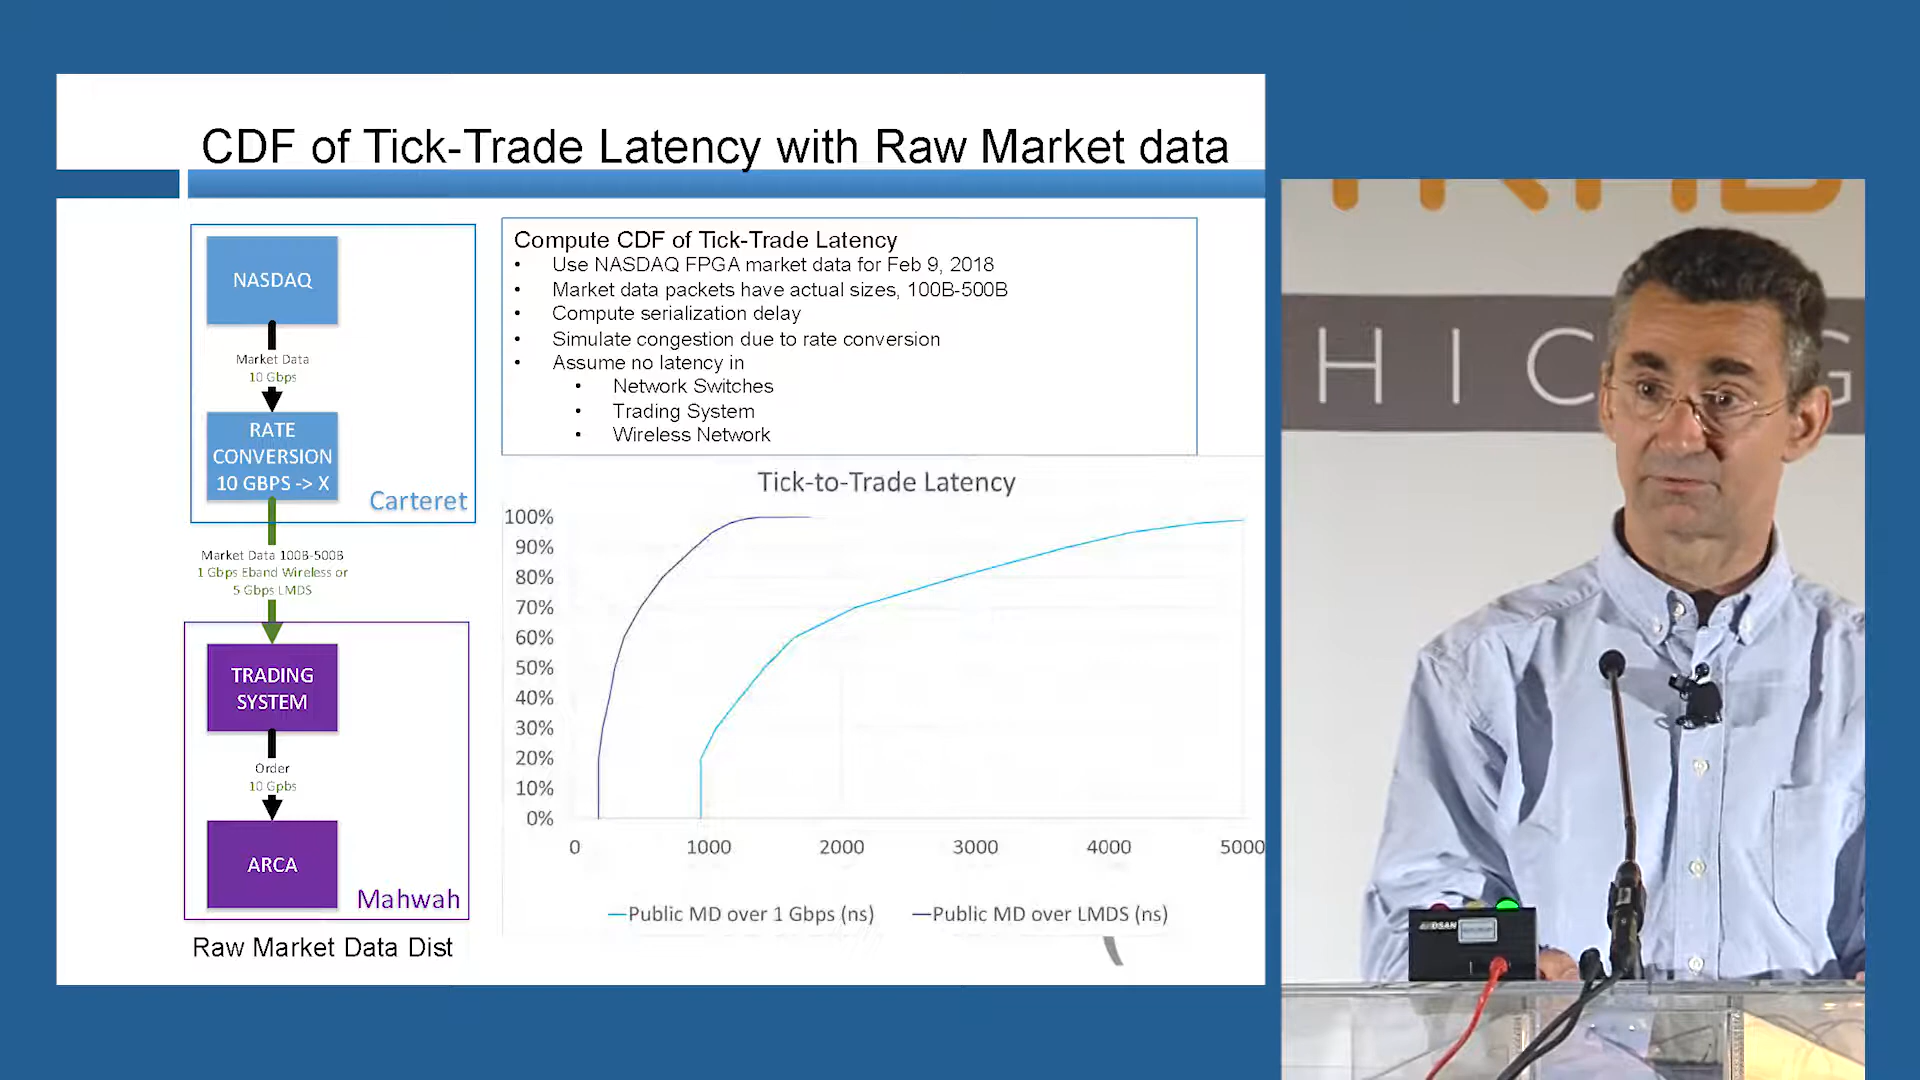 CDF of Tick-Trade Latency with Raw Market data
NASDAQ
Market Data
10 Gbps
RATE
CONVERSION
10 GBPS -> X
Carteret
Market Data 100B-500B
1 Gbps Eband Wireless or
5 Gbps LMDS
TRADING
SYSTEM
Order
10 Gpbs
ARCA
Mahwah
Raw Market Data Dist
Compute CDF of Tick-Trade Latency
• Use NASDAQ FPGA market data for Feb 9, 2018
• Market data packets have actual sizes, 100B-500B
• Compute serialization delay
• Simulate congestion due to rate conversion
• Assume no latency in
• Network Switches
• Trading System
• Wireless Network
Tick-to-Trade Latency
100%
90%
80%
70%
60%
50%
40%
30%
20%
10%
0%
0 1000 2000 3000 4000 5000
Public MD over 1 Gbps (ns) Public MD over LMDS (ns)
H I C G